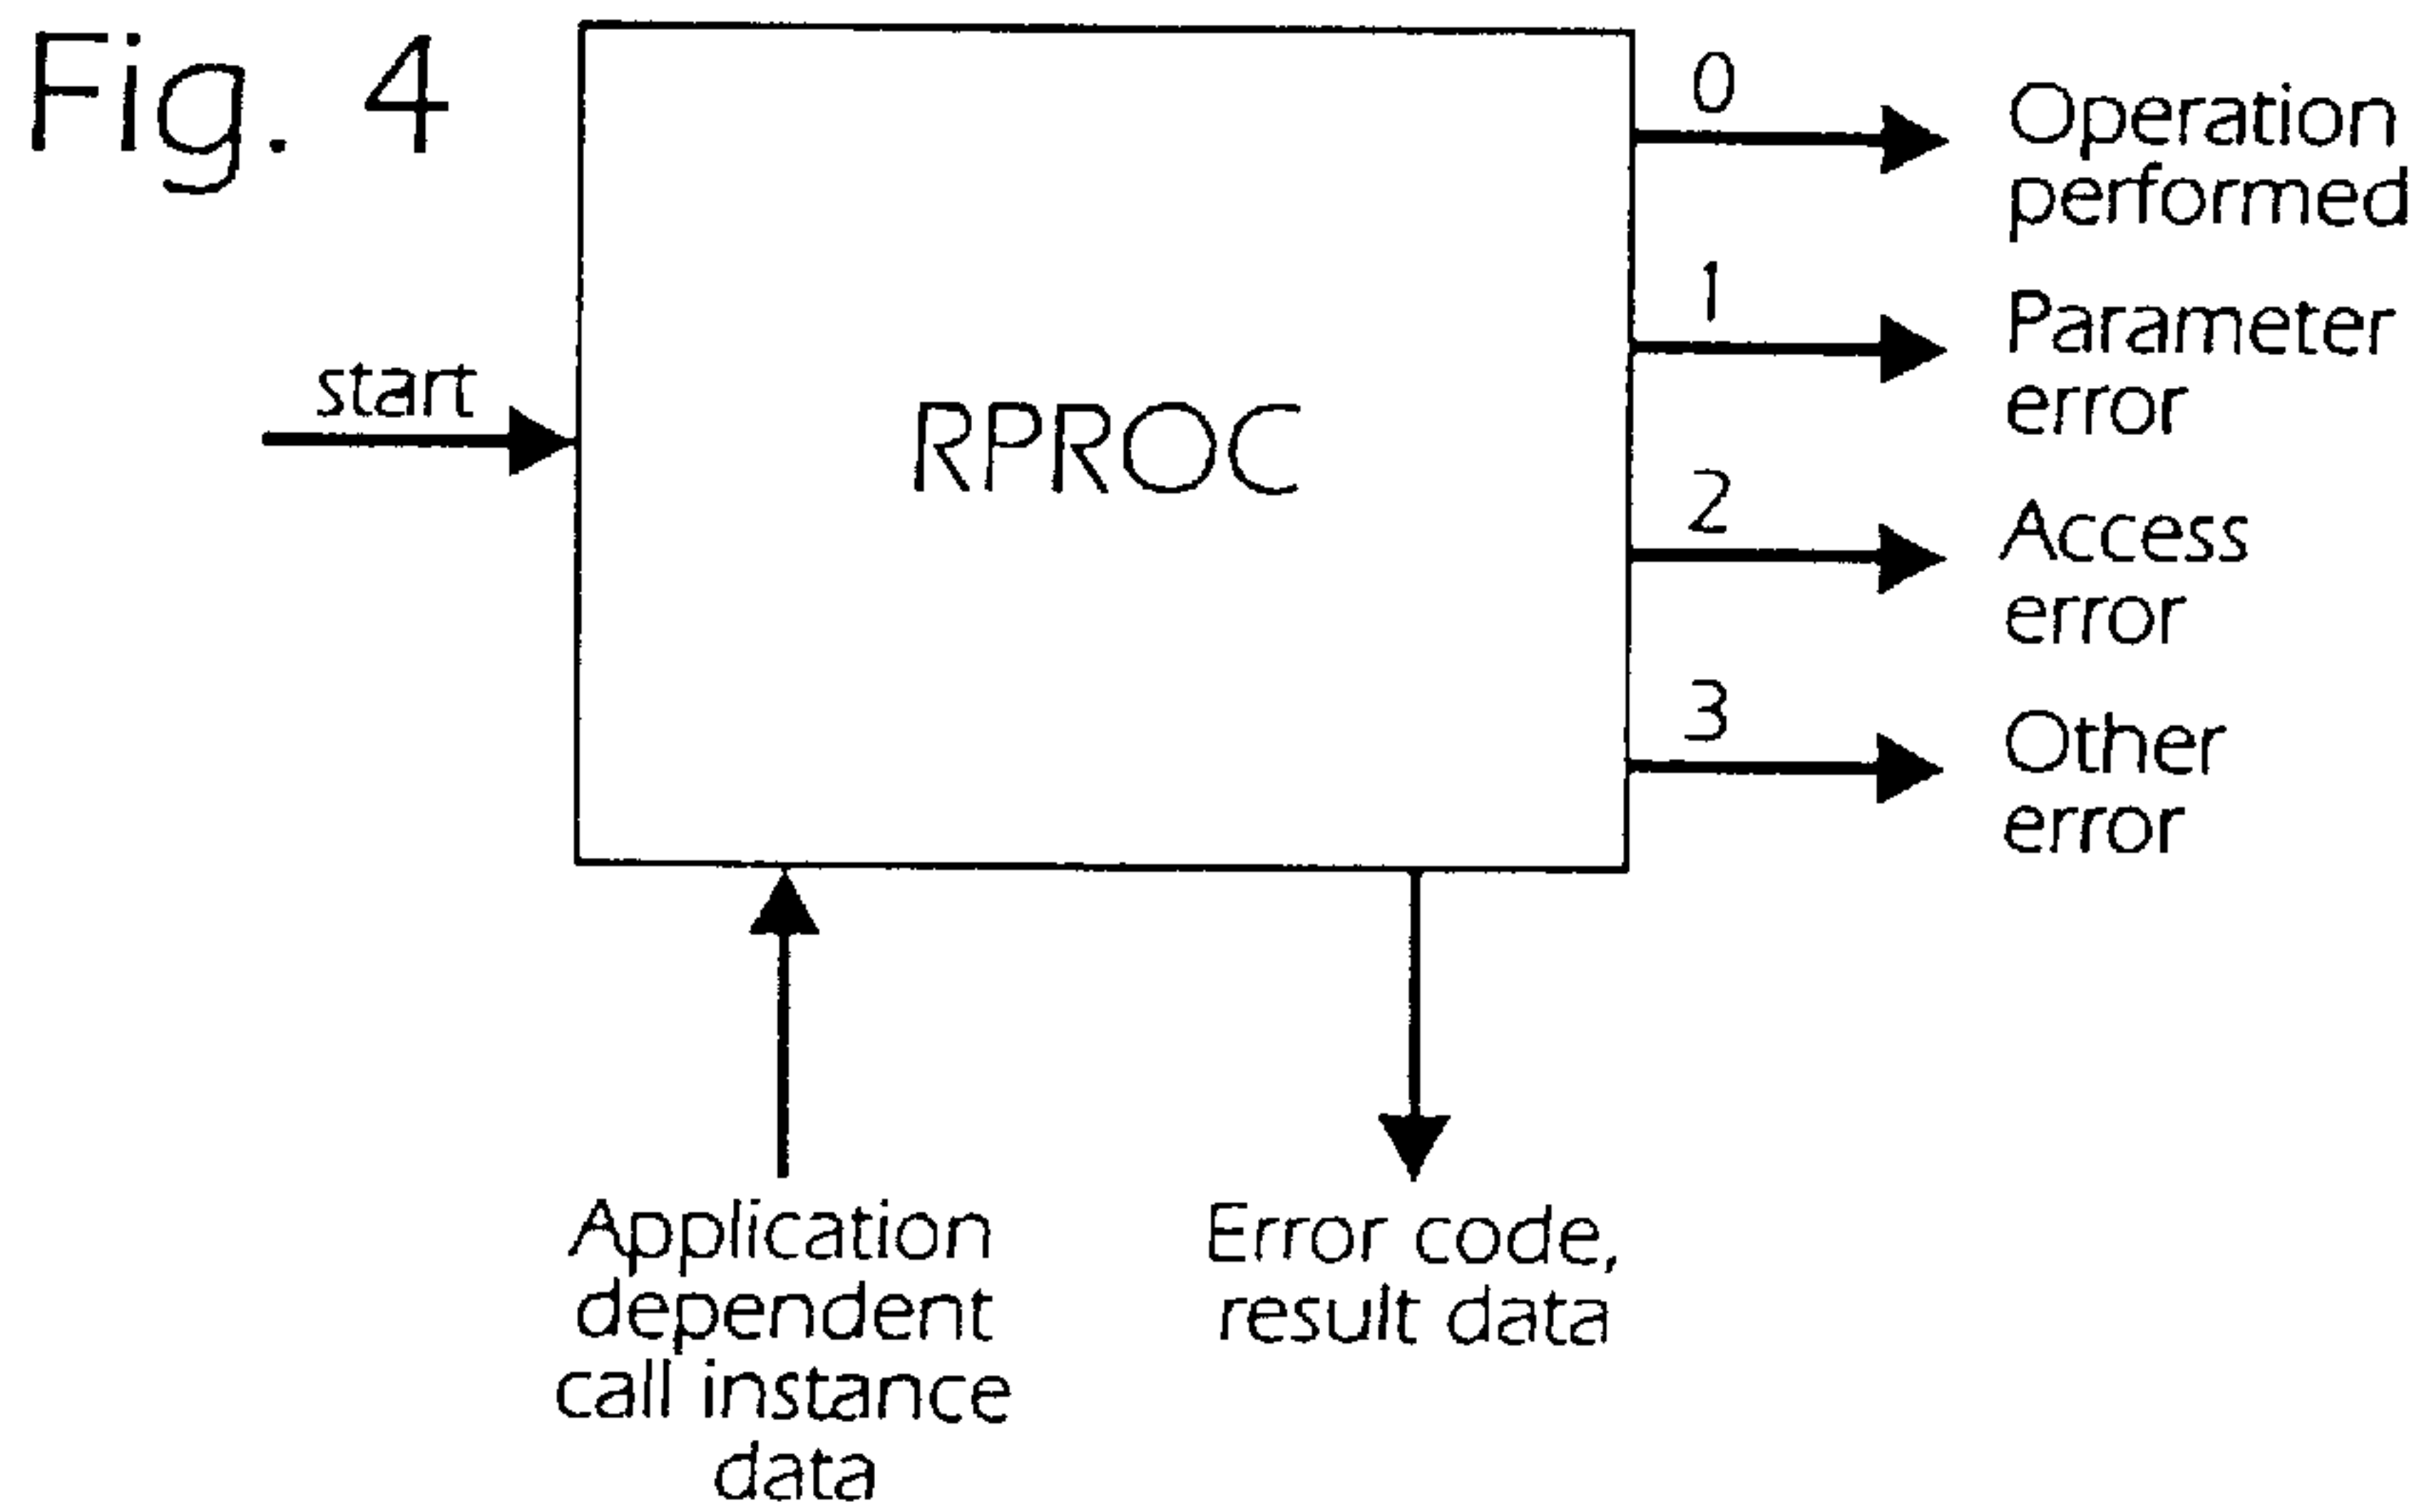 Fig. 4
0
Operation
performed
1
Parameter
error
start
RPROC
2
Access
error
3
Other
error
Application
dependent
call instance
data
Error code,
result data